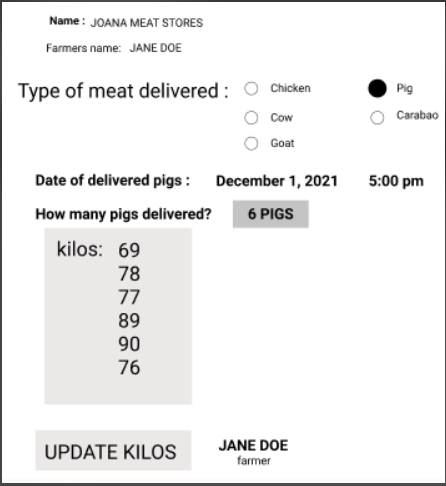 Name : JOANA MEAT STORES
Farmers name: JANE DOE
Type of meat delivered : Chicken Pig
Cow Carabao
Goat
Date of delivered pigs : December 1, 2021 5:00 pm
How many pigs delivered? 6 PIGS
kilos: 69
78
77
89
90
76
UPDATE KILOS JANE DOE
farmer